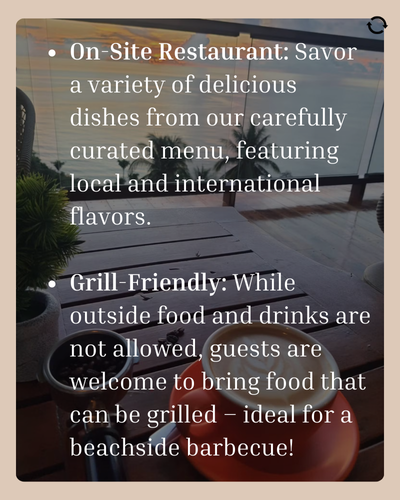 • On-Site Restaurant: Savor
a variety of delicious
dishes from our carefully
curated menu, featuring
local and international
flavors.
• Grill-Friendly: While
outside food and drinks are
not allowed, guests are
welcome to bring food that
can be grilled – ideal for a
beachside barbecue!